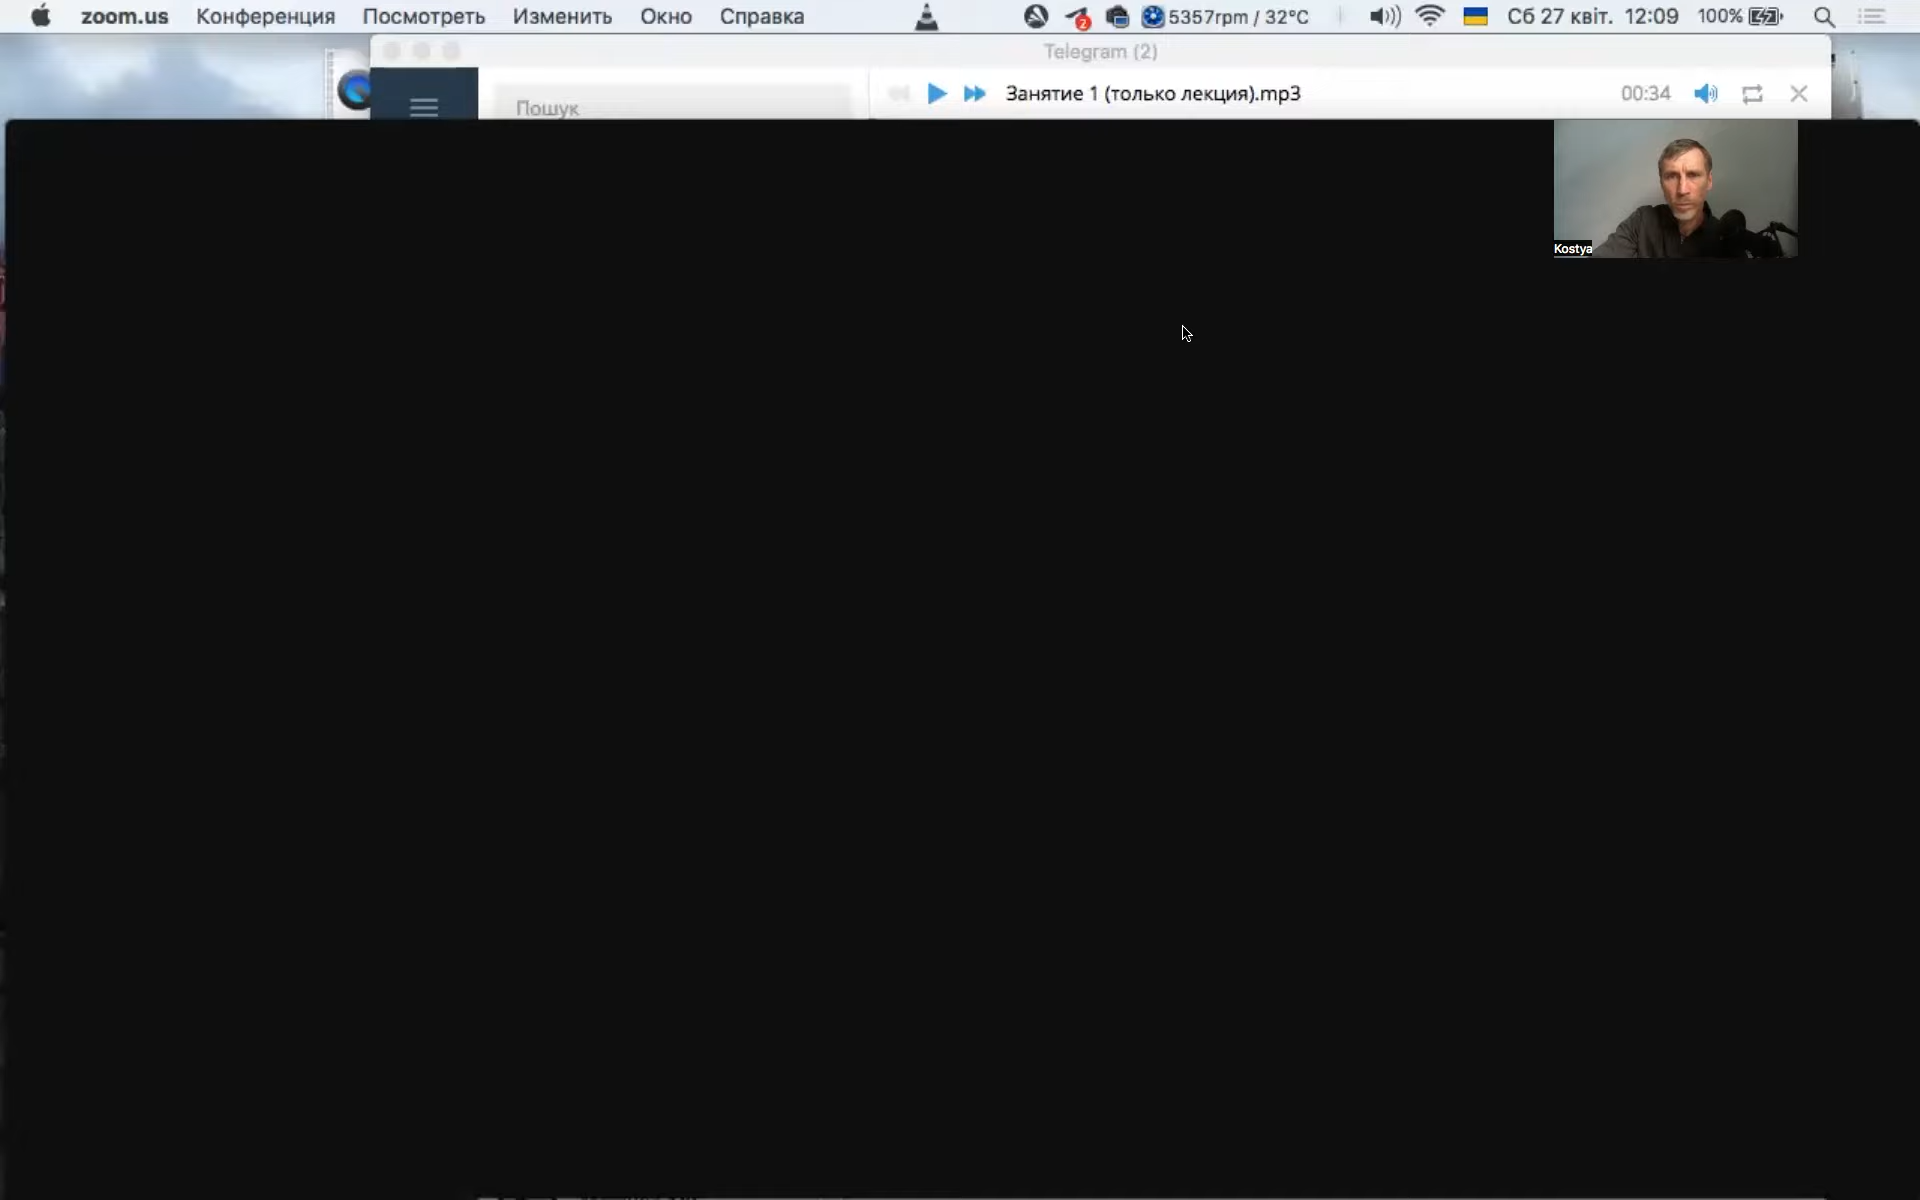 zoom.us Конференция Посмотреть Изменить Окно Справка 2 5357rpm / 32°C Сб 27 квіт. 12:09 100%
Telegram (2)
Занятие 1 (только лекция).mp3 00:34
Пошук
Kostya